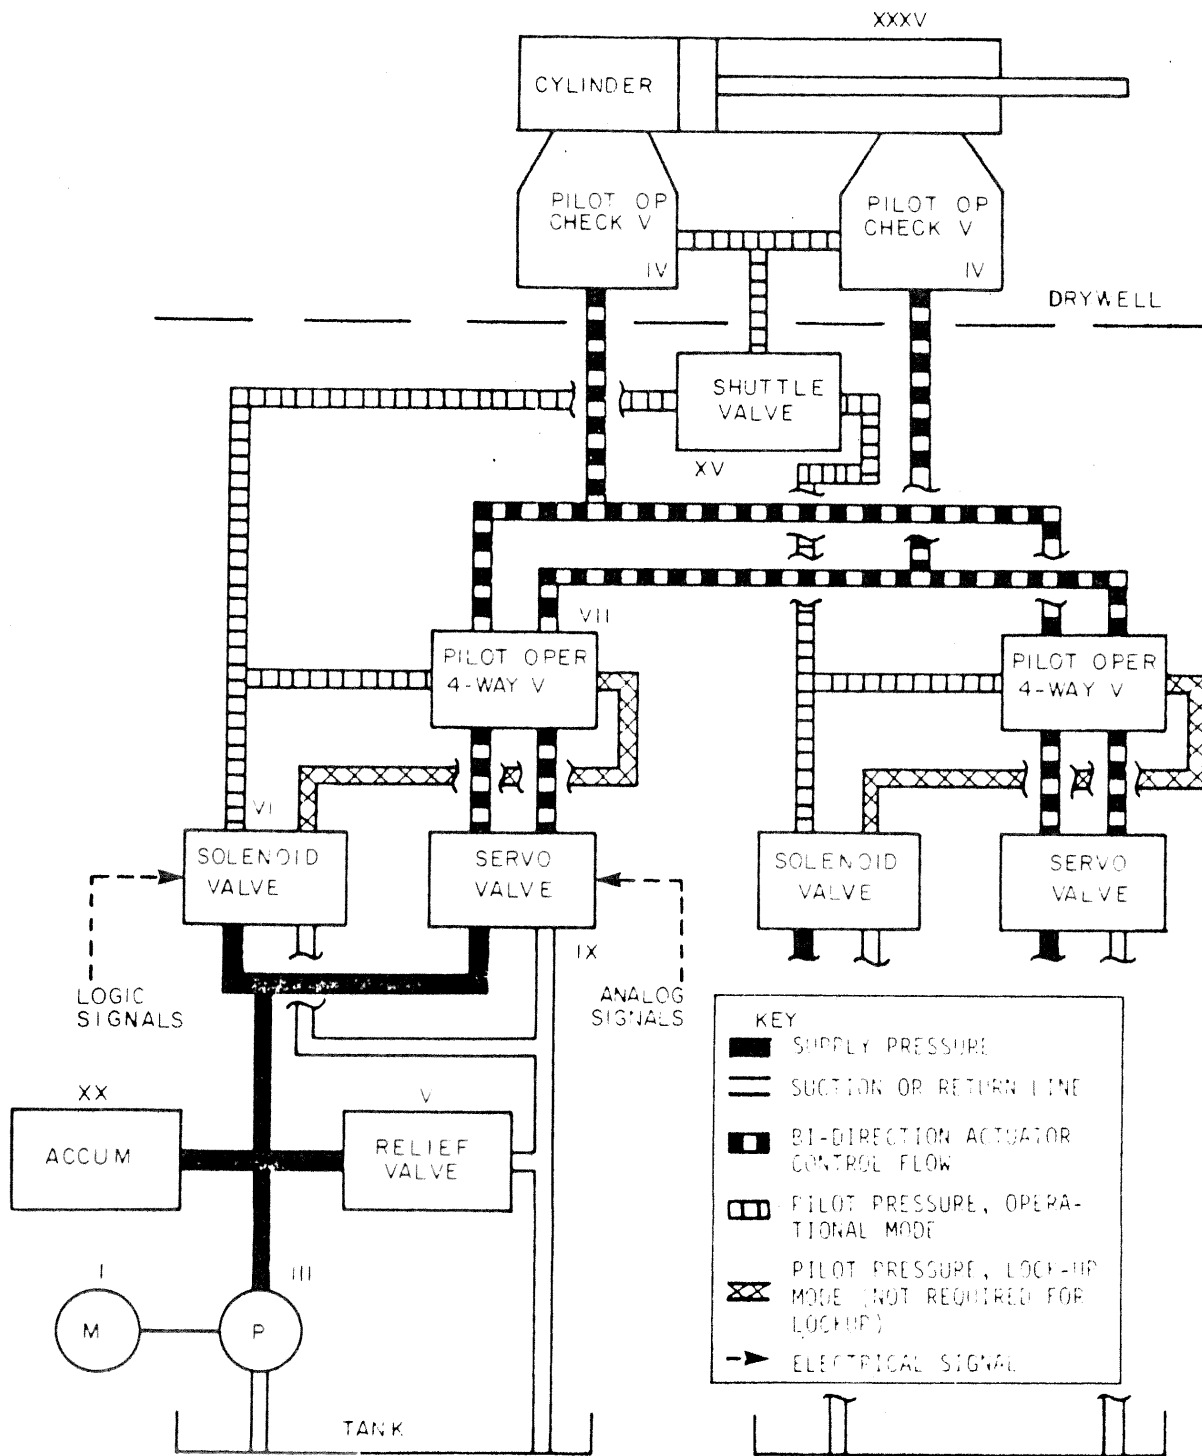 XXXV
CYLINDER
PILOT OP
CHECK V
IV
PILOT OP
CHECK V
IV
DRYWELL
SHUTTLE
VALVE
XV
VII
PILOT OPER
4-WAY V
PILOT OPER
4-WAY V
VI
SOLENOID
VALVE
SERVO
VALVE
SOLENOID
VALVE
SERVO
VALVE
IX
LOGIC
SIGNALS
ANALOG
SIGNALS
XX
ACCUM
V
RELIEF
VALVE
I
M
III
P
TANK
KEY
SUPPLY PRESSURE
SUCTION OR RETURN LINE
BI-DIRECTION ACTUATOR
CONTROL FLOW
PILOT PRESSURE, OPERA-
TIONAL MODE
PILOT PRESSURE, LOCK-UP
MODE (NOT REQUIRED FOR
LOCKUP)
ELECTRICAL SIGNAL